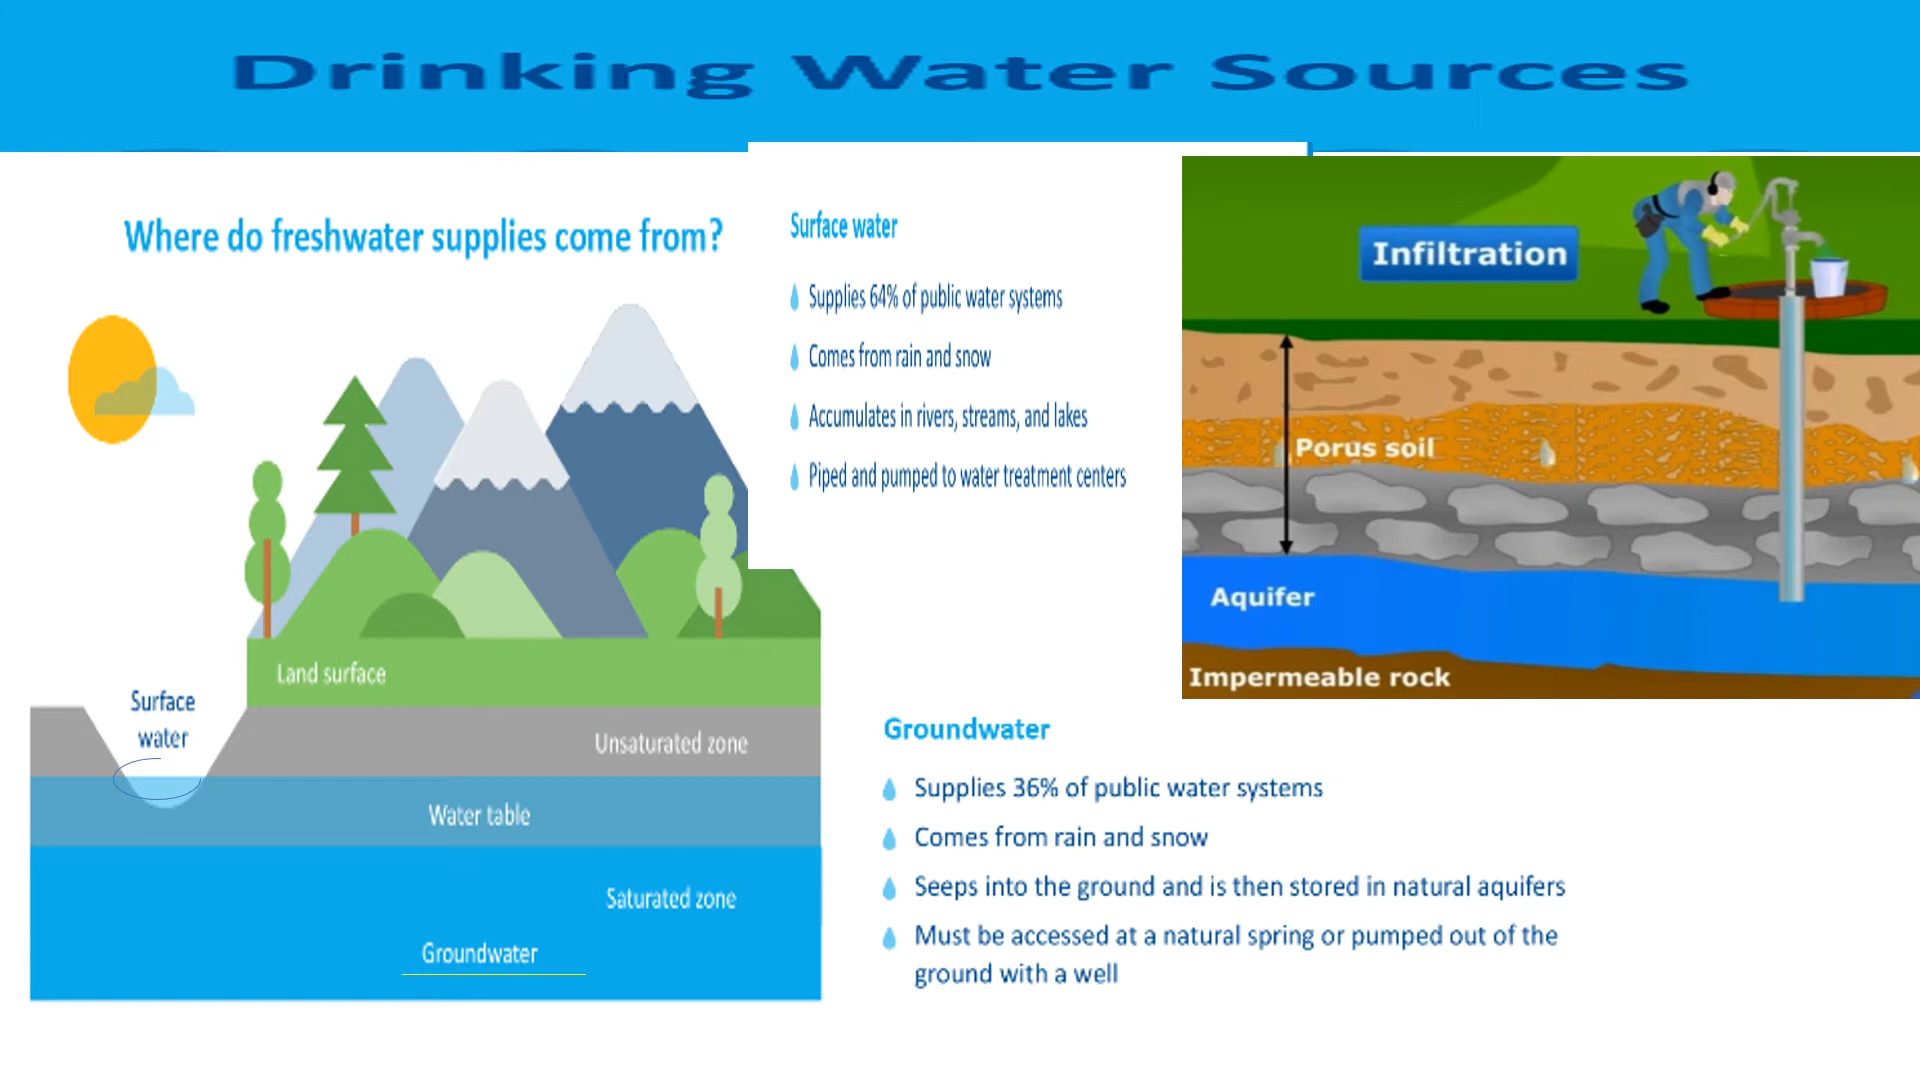 Drinking Water Sources
Where do freshwater supplies come from?
Land surface
Surface
water
Unsaturated zone
Water table
Saturated zone
Groundwater
Surface water
Supplies 64% of public water systems
Comes from rain and snow
Accumulates in rivers, streams, and lakes
Piped and pumped to water treatment centers
Infiltration
Porus soil
Aquifer
Impermeable rock
Groundwater
Supplies 36% of public water systems
Comes from rain and snow
Seeps into the ground and is then stored in natural aquifers
Must be accessed at a natural spring or pumped out of the
ground with a well